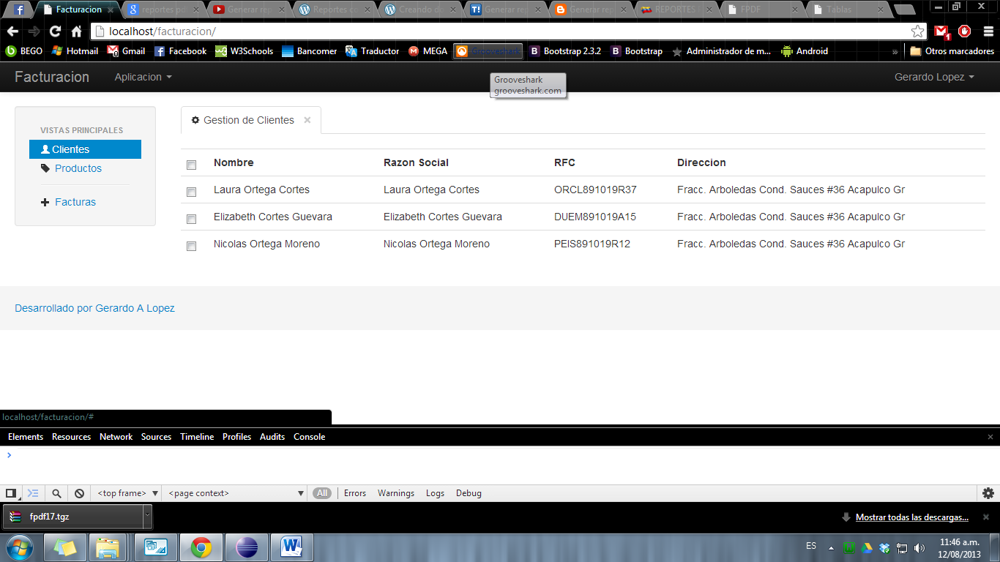 Facturacion
reportes pd
Generar rep
Reportes co
Creando de
Generar re
Generar rep
REPORTES
FPDF
Tablas
localhost/facturacion/
1
BEGO Hotmail Gmail Facebook W3Schools Bancomer Traductor MEGA Grooveshark Bootstrap 2.3.2 Bootstrap Administrador de m... Android » Otros marcadores
Facturacion Aplicacion Gerardo Lopez
Grooveshark
grooveshark.com
VISTAS PRINCIPALES
Clientes
Productos
Facturas
Gestion de Clientes ×
Nombre Razon Social RFC Direccion
Laura Ortega Cortes Laura Ortega Cortes ORCL891019R37 Fracc. Arboledas Cond. Sauces #36 Acapulco Gr
Elizabeth Cortes Guevara Elizabeth Cortes Guevara DUEM891019A15 Fracc. Arboledas Cond. Sauces #36 Acapulco Gr
Nicolas Ortega Moreno Nicolas Ortega Moreno PEIS891019R12 Fracc. Arboledas Cond. Sauces #36 Acapulco Gr
Desarrollado por Gerardo A Lopez
localhost/facturacion/#
Elements Resources Network Sources Timeline Profiles Audits Console
>
<top frame> <page context> All Errors Warnings Logs Debug
fpdf17.tgz Mostrar todas las descargas...
ES 11:46 a.m.
12/08/2013